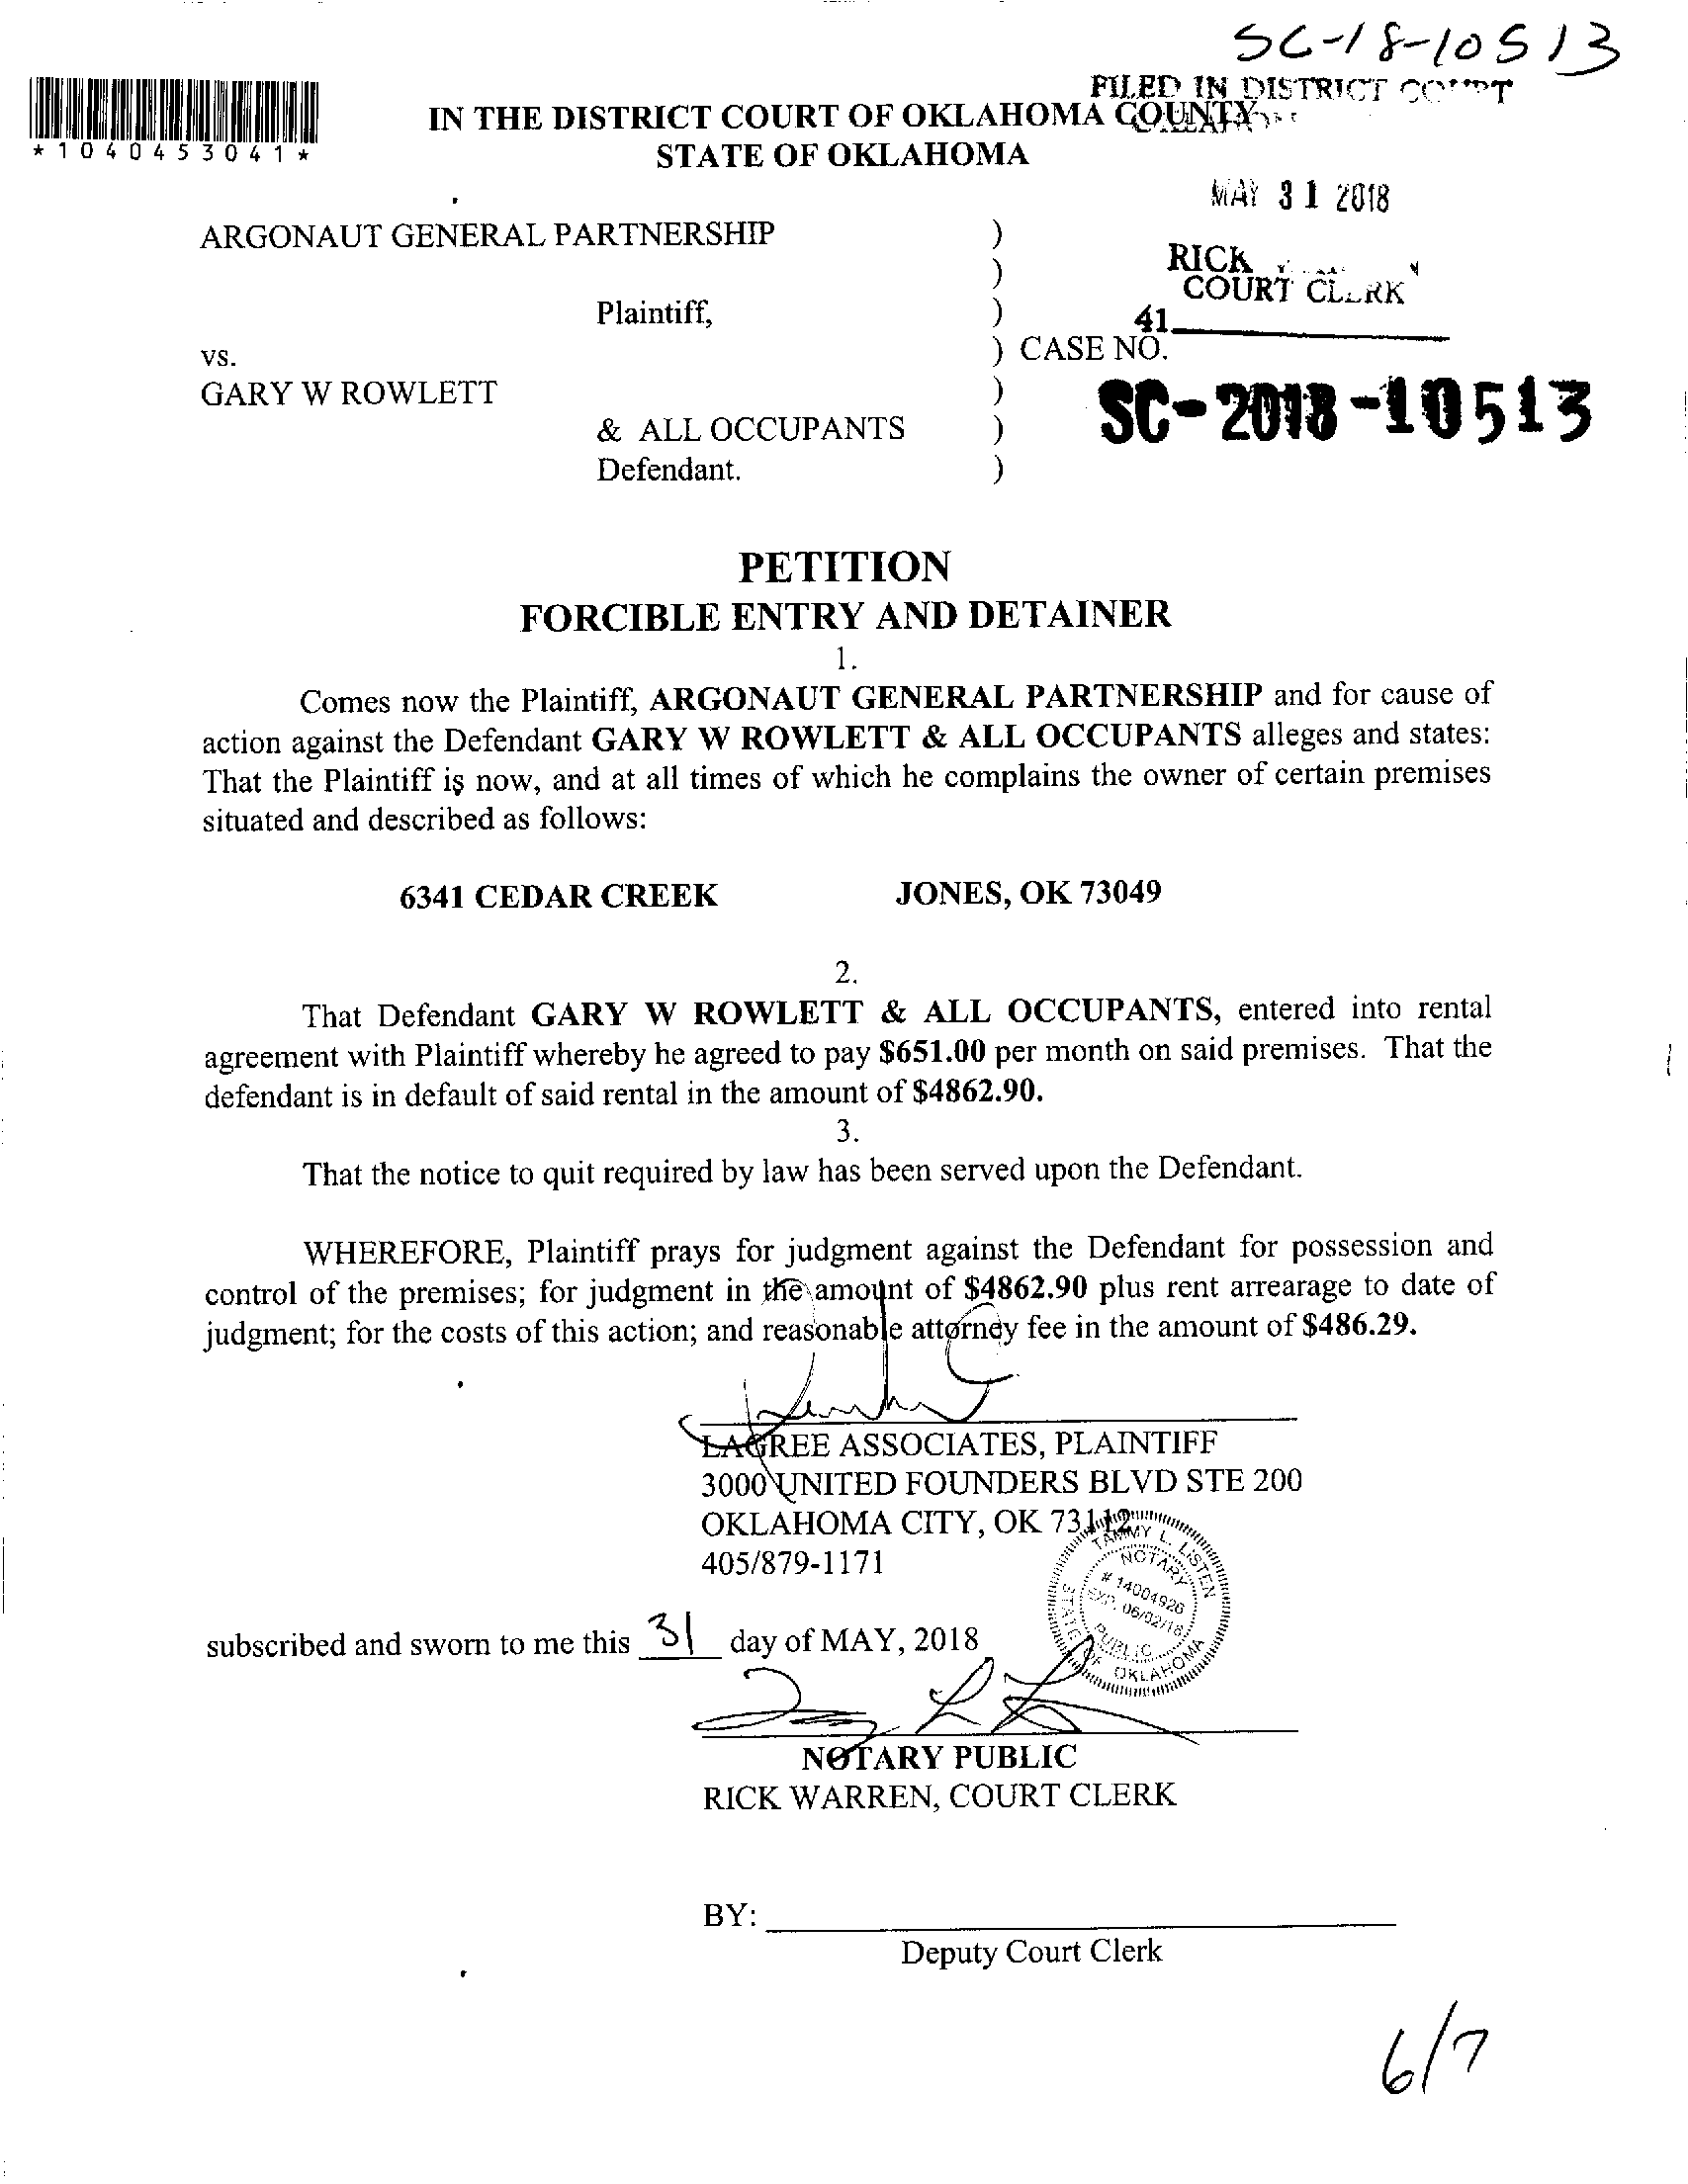 SC-18-10513
FILED IN DISTRICT
IN THE DISTRICT COURT OF OKLAHOMA COUNTY
*1040453041*
STATE OF OKLAHOMA
MAY 31 2018
ARGONAUT GENERAL PARTNERSHIP )
RICK
)
COURT CLERK
Plaintiff, )
41
vs. ) CASE NO.
GARY W ROWLETT )
SC-2018-10513
& ALL OCCUPANTS )
Defendant. )
PETITION
FORCIBLE ENTRY AND DETAINER
1.
Comes now the Plaintiff, ARGONAUT GENERAL PARTNERSHIP and for cause of
action against the Defendant GARY W ROWLETT & ALL OCCUPANTS alleges and states:
That the Plaintiff is now, and at all times of which he complains the owner of certain premises
situated and described as follows:
6341 CEDAR CREEK JONES, OK 73049
2.
That Defendant GARY W ROWLETT & ALL OCCUPANTS, entered into rental
agreement with Plaintiff whereby he agreed to pay $651.00 per month on said premises. That the
defendant is in default of said rental in the amount of $4862.90.
3.
That the notice to quit required by law has been served upon the Defendant.
WHEREFORE, Plaintiff prays for judgment against the Defendant for possession and
control of the premises; for judgment in the amount of $4862.90 plus rent arrearage to date of
judgment; for the costs of this action; and reasonable attorney fee in the amount of $486.29.
LAGREE ASSOCIATES, PLAINTIFF
3000 UNITED FOUNDERS BLVD STE 200
OKLAHOMA CITY, OK 73112
405/879-1171
TAMMY L. LISTEN
NOTARY
# 14004926
EXP. 06/02/18
PUBLIC
STATE OF OKLAHOMA
subscribed and sworn to me this 31 day of MAY, 2018
NOTARY PUBLIC
RICK WARREN, COURT CLERK
BY:
Deputy Court Clerk
6/7